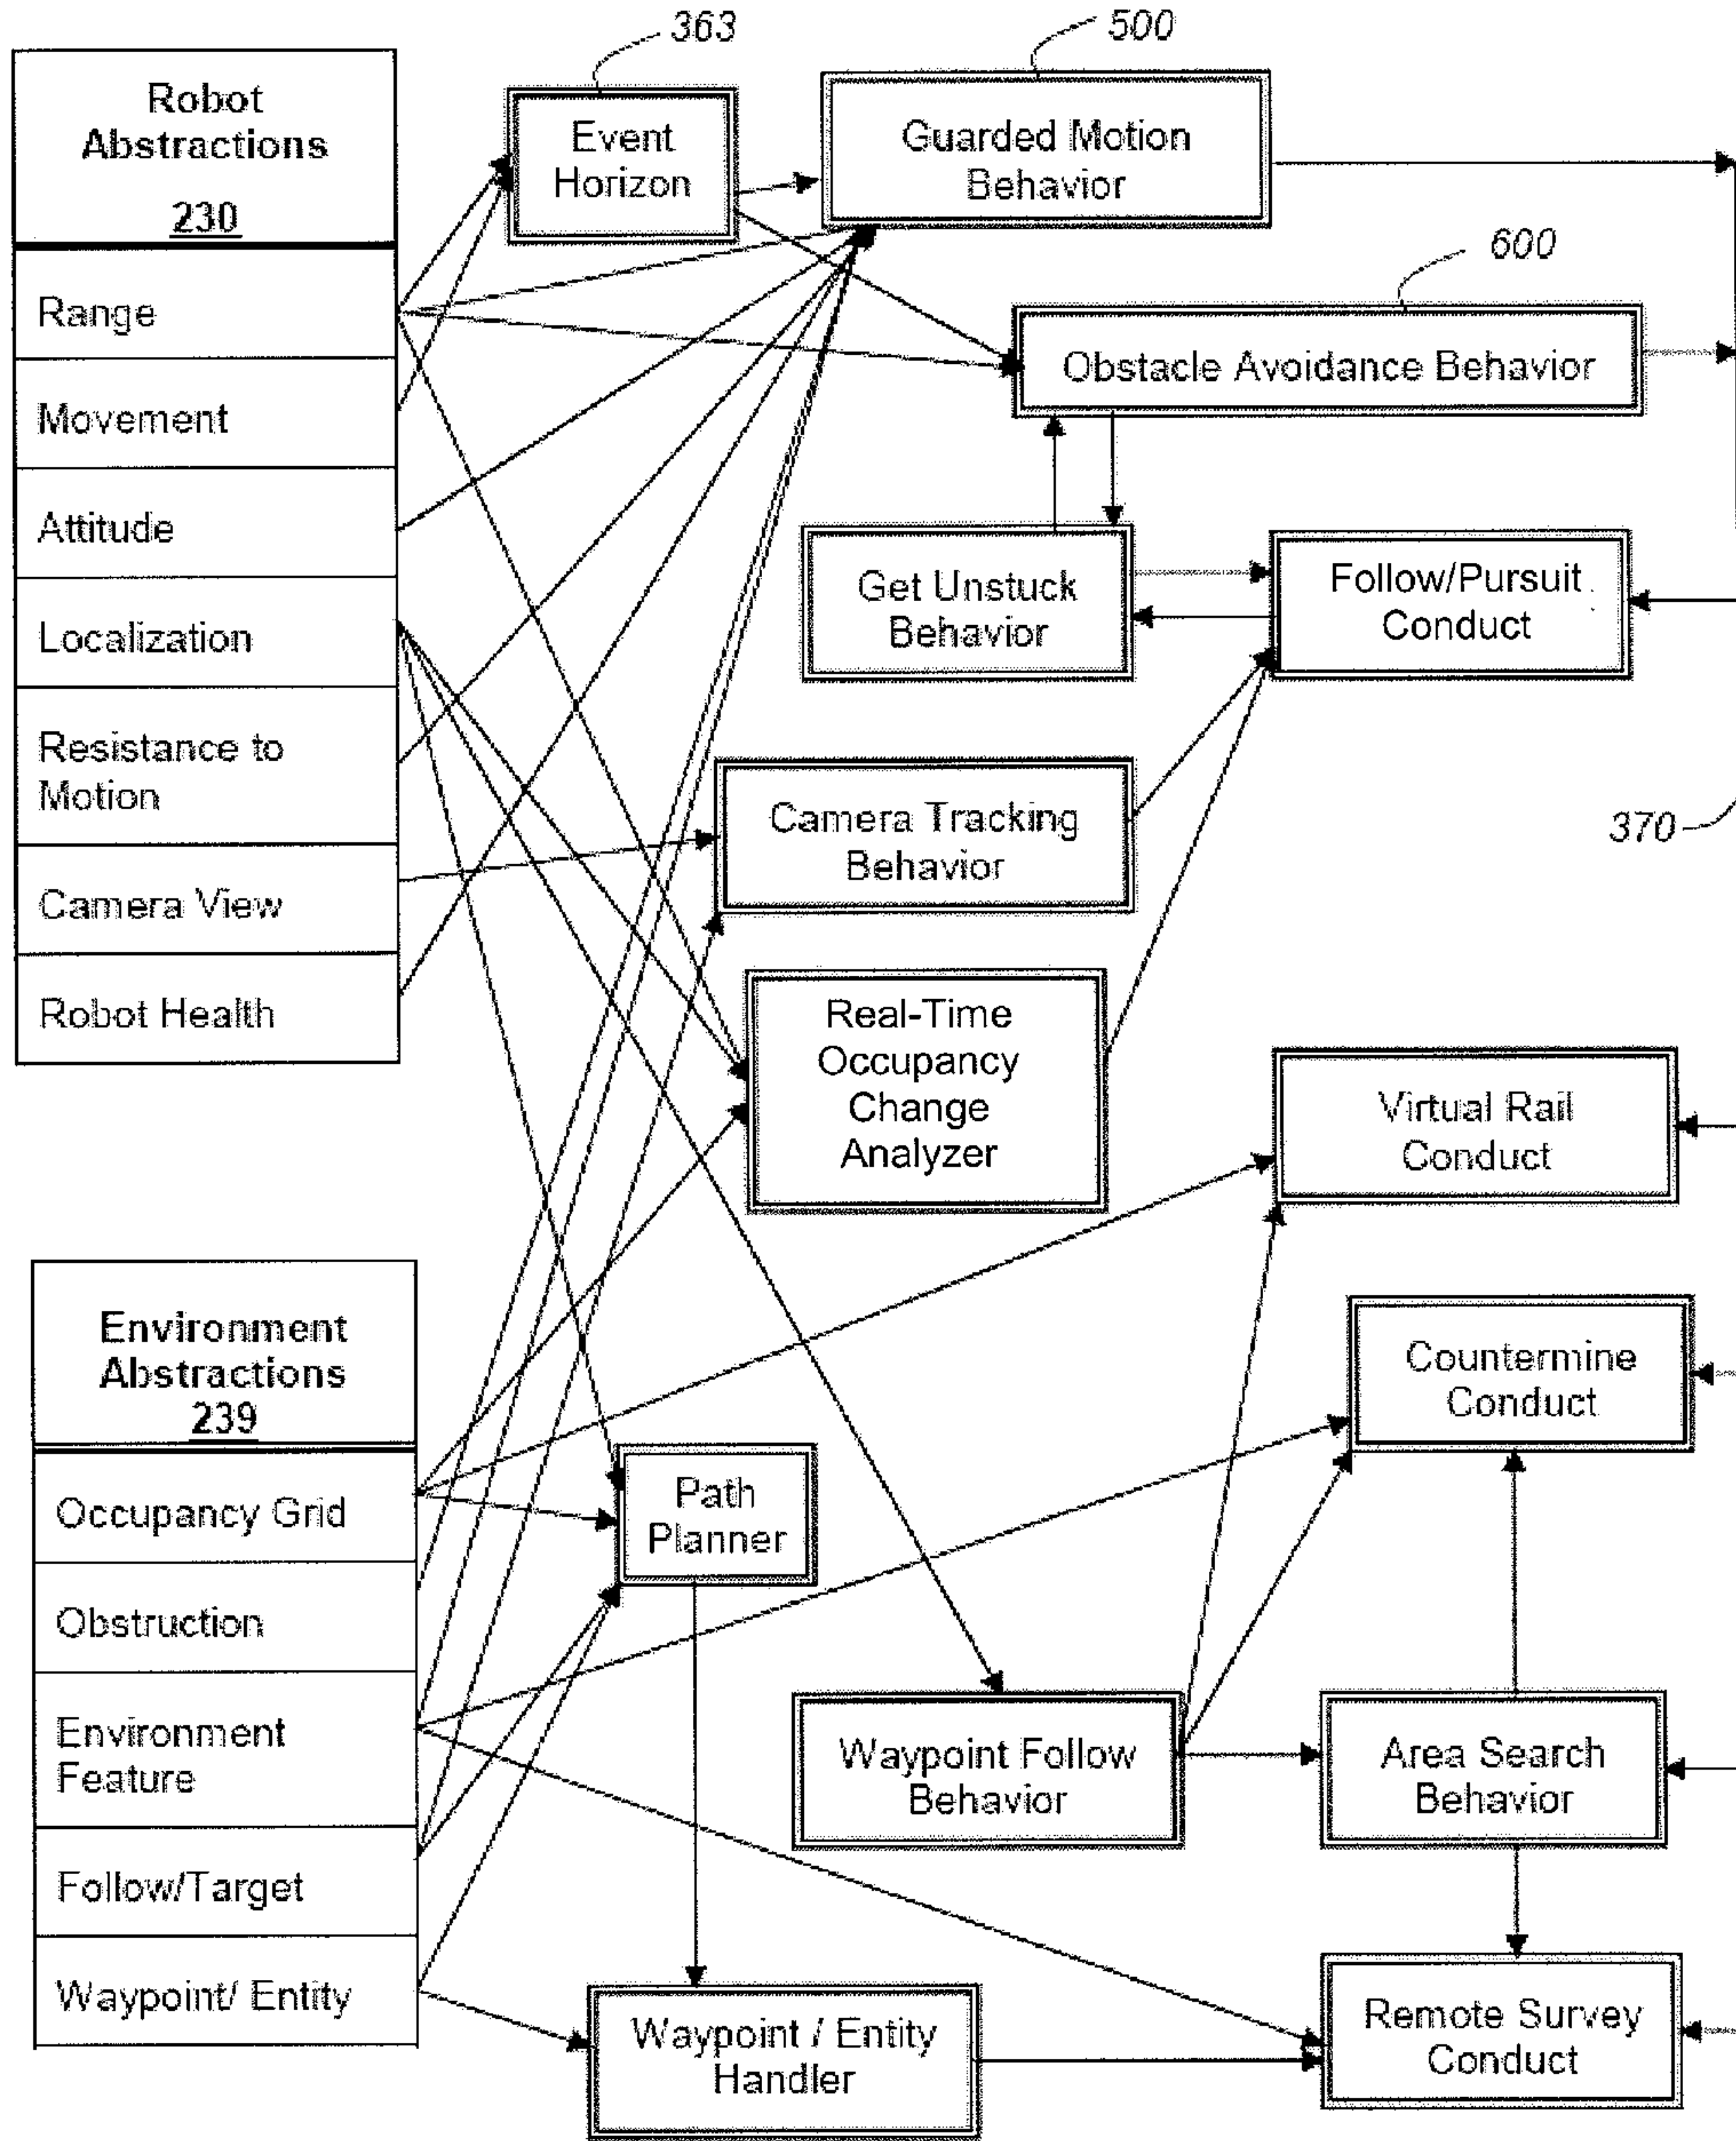 363
500
Robot
Abstractions
230
Range
Movement
Attitude
Localization
Resistance to
Motion
Camera View
Robot Health
Event
Horizon
Guarded Motion
Behavior
600
Obstacle Avoidance Behavior
Get Unstuck
Behavior
Follow/Pursuit
Conduct
370
Camera Tracking
Behavior
Real-Time
Occupancy
Change
Analyzer
Virtual Rail
Conduct
Environment
Abstractions
239
Occupancy Grid
Obstruction
Environment
Feature
Follow/Target
Waypoint/ Entity
Countermine
Conduct
Path
Planner
Waypoint Follow
Behavior
Area Search
Behavior
Waypoint / Entity
Handler
Remote Survey
Conduct